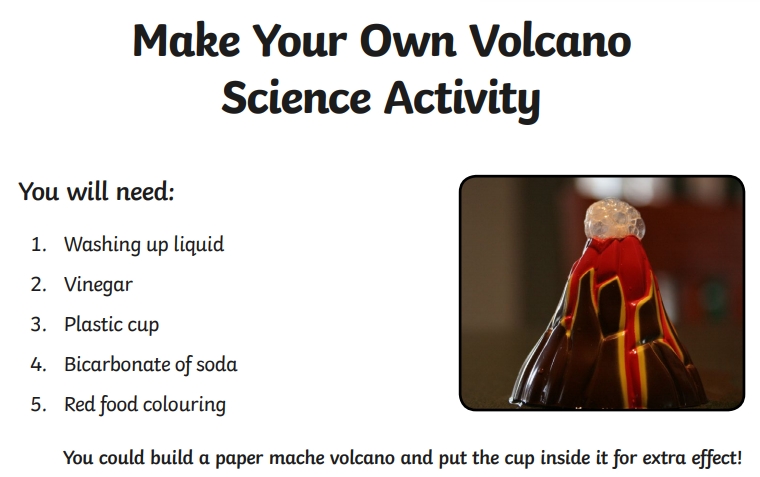 Make Your Own Volcano
Science Activity
You will need:
1. Washing up liquid
2. Vinegar
3. Plastic cup
4. Bicarbonate of soda
5. Red food colouring
You could build a paper mache volcano and put the cup inside it for extra effect!